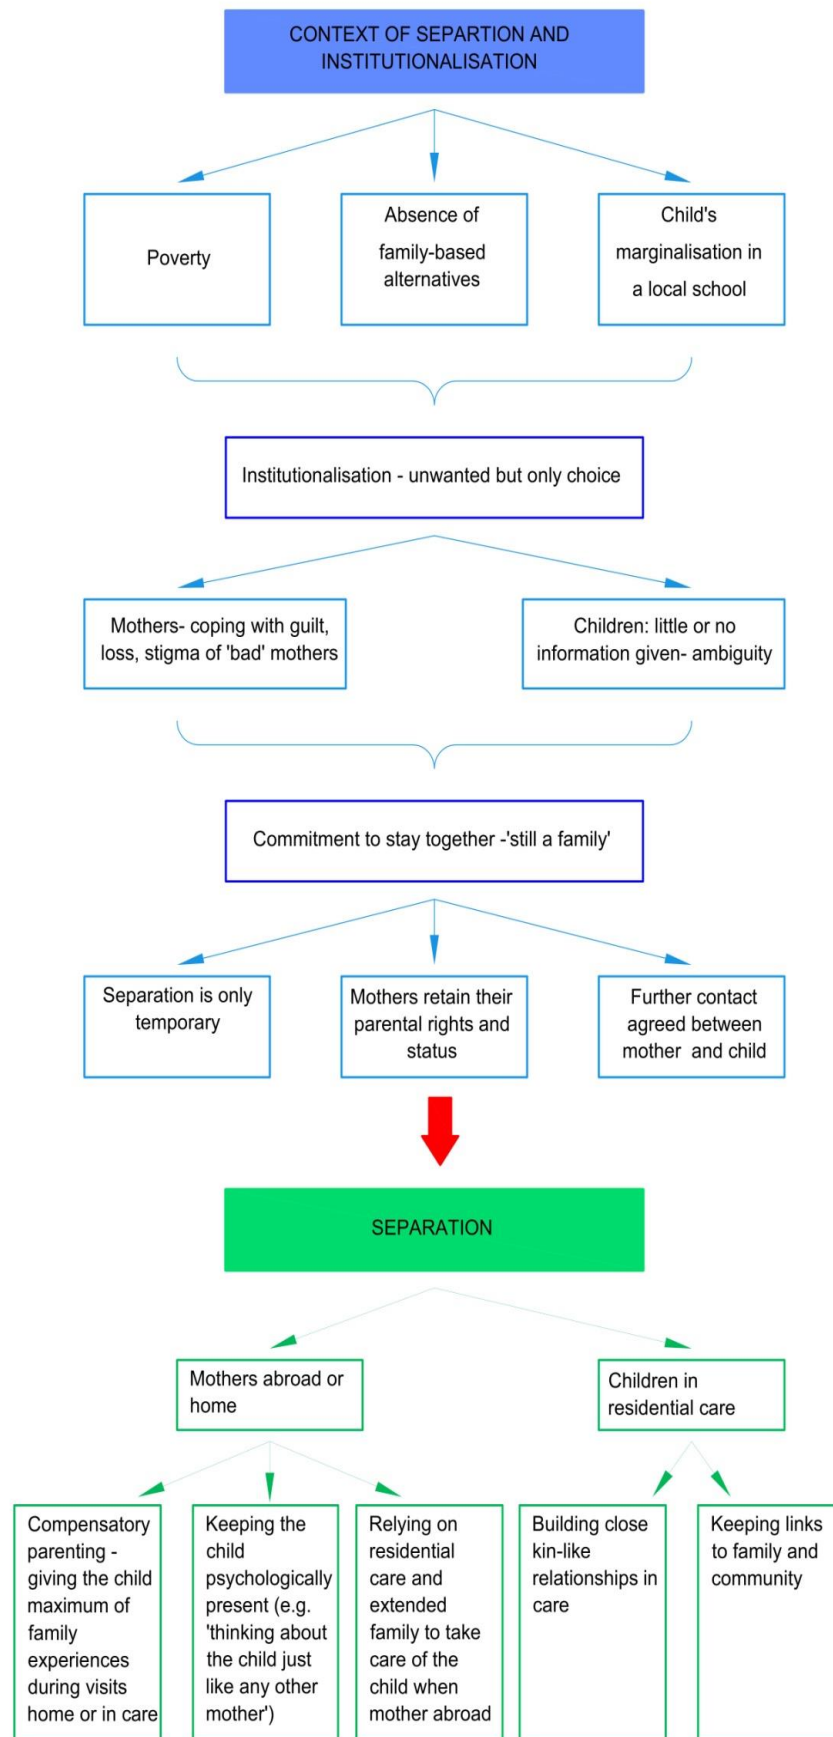 CONTEXT OF SEPARTION AND
INSTITUTIONALISATION
Poverty
Absence of
family-based
alternatives
Child's
marginalisation in
a local school
Institutionalisation - unwanted but only choice
Mothers- coping with guilt,
loss, stigma of 'bad' mothers
Children: little or no
information given- ambiguity
Commitment to stay together -'still a family'
Separation is only
temporary
Mothers retain their
parental rights and
status
Further contact
agreed between
mother and child
SEPARATION
Mothers abroad or
home
Children in
residential care
Compensatory
parenting -
giving the child
maximum of
family
experiences
during visits
home or in care
Keeping the
child
psychologically
present (e.g.
'thinking about
the child just
like any other
mother')
Relying on
residential
care and
extended
family to take
care of the
child when
mother abroad
Building close
kin-like
relationships in
care
Keeping links
to family and
community